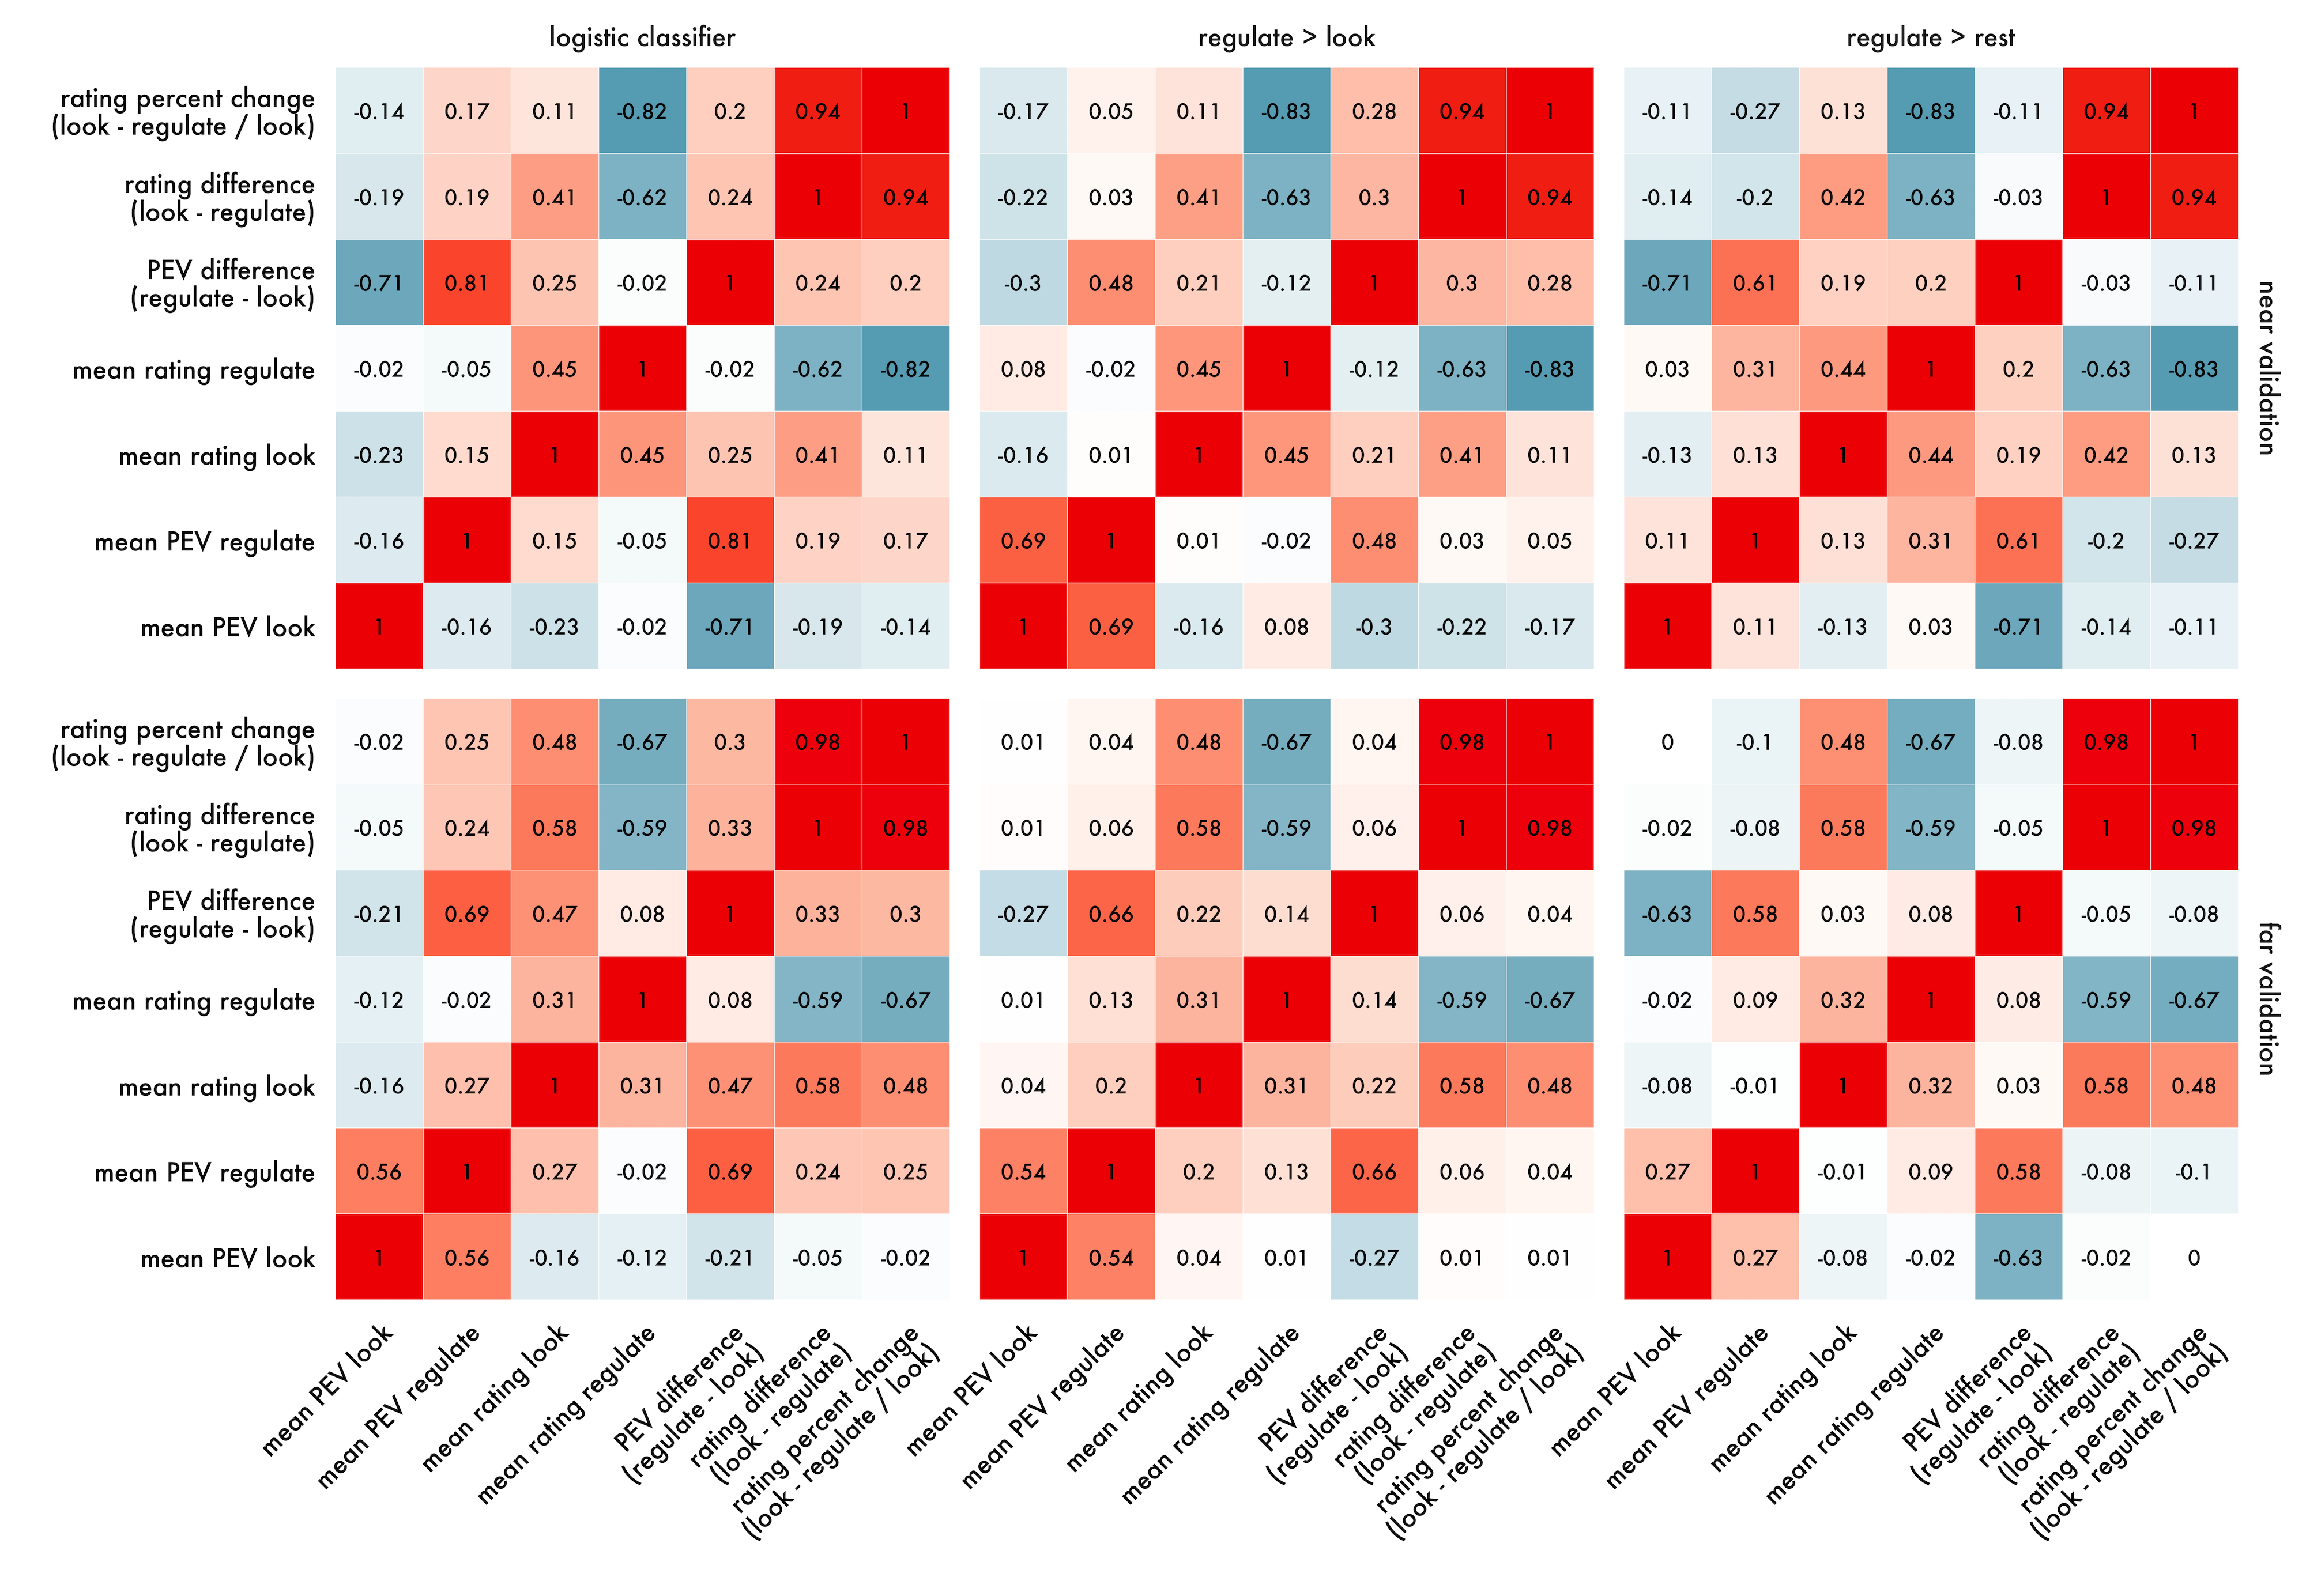 logistic classifier regulate > look regulate > rest
rating percent change
(look - regulate / look)
-0.14 0.17 0.11 -0.82 0.2 0.94 1 -0.17 0.05 0.11 -0.83 0.28 0.94 1 -0.11 -0.27 0.13 -0.83 -0.11 0.94 1
rating difference
(look - regulate)
-0.19 0.19 0.41 -0.62 0.24 1 0.94 -0.22 0.03 0.41 -0.63 0.3 1 0.94 -0.14 -0.2 0.42 -0.63 -0.03 1 0.94
PEV difference
(regulate - look)
-0.71 0.81 0.25 -0.02 1 0.24 0.2 -0.3 0.48 0.21 -0.12 1 0.3 0.28 -0.71 0.61 0.19 0.2 1 -0.03 -0.11
mean rating regulate -0.02 -0.05 0.45 1 -0.02 -0.62 -0.82 0.08 -0.02 0.45 1 -0.12 -0.63 -0.83 0.03 0.31 0.44 1 0.2 -0.63 -0.83
mean rating look -0.23 0.15 1 0.45 0.25 0.41 0.11 -0.16 0.01 1 0.45 0.21 0.41 0.11 -0.13 0.13 1 0.44 0.19 0.42 0.13
mean PEV regulate -0.16 1 0.15 -0.05 0.81 0.19 0.17 0.69 1 0.01 -0.02 0.48 0.03 0.05 0.11 1 0.13 0.31 0.61 -0.2 -0.27
mean PEV look 1 -0.16 -0.23 -0.02 -0.71 -0.19 -0.14 1 0.69 -0.16 0.08 -0.3 -0.22 -0.17 1 0.11 -0.13 0.03 -0.71 -0.14 -0.11
near validation
rating percent change
(look - regulate / look)
-0.02 0.25 0.48 -0.67 0.3 0.98 1 0.01 0.04 0.48 -0.67 0.04 0.98 1 0 -0.1 0.48 -0.67 -0.08 0.98 1
rating difference
(look - regulate)
-0.05 0.24 0.58 -0.59 0.33 1 0.98 0.01 0.06 0.58 -0.59 0.06 1 0.98 -0.02 -0.08 0.58 -0.59 -0.05 1 0.98
PEV difference
(regulate - look)
-0.21 0.69 0.47 0.08 1 0.33 0.3 -0.27 0.66 0.22 0.14 1 0.06 0.04 -0.63 0.58 0.03 0.08 1 -0.05 -0.08
mean rating regulate -0.12 -0.02 0.31 1 0.08 -0.59 -0.67 0.01 0.13 0.31 1 0.14 -0.59 -0.67 -0.02 0.09 0.32 1 0.08 -0.59 -0.67
mean rating look -0.16 0.27 1 0.31 0.47 0.58 0.48 0.04 0.2 1 0.31 0.22 0.58 0.48 -0.08 -0.01 1 0.32 0.03 0.58 0.48
mean PEV regulate 0.56 1 0.27 -0.02 0.69 0.24 0.25 0.54 1 0.2 0.13 0.66 0.06 0.04 0.27 1 -0.01 0.09 0.58 -0.08 -0.1
mean PEV look 1 0.56 -0.16 -0.12 -0.21 -0.05 -0.02 1 0.54 0.04 0.01 -0.27 0.01 0.01 1 0.27 -0.08 -0.02 -0.63 -0.02 0
far validation
mean PEV look
mean PEV regulate
mean rating look
mean rating regulate
PEV difference
(regulate - look)
rating difference
(look - regulate)
rating percent change
(look - regulate / look)
mean PEV look
mean PEV regulate
mean rating look
mean rating regulate
PEV difference
(regulate - look)
rating difference
(look - regulate)
rating percent change
(look - regulate / look)
mean PEV look
mean PEV regulate
mean rating look
mean rating regulate
PEV difference
(regulate - look)
rating difference
(look - regulate)
rating percent change
(look - regulate / look)